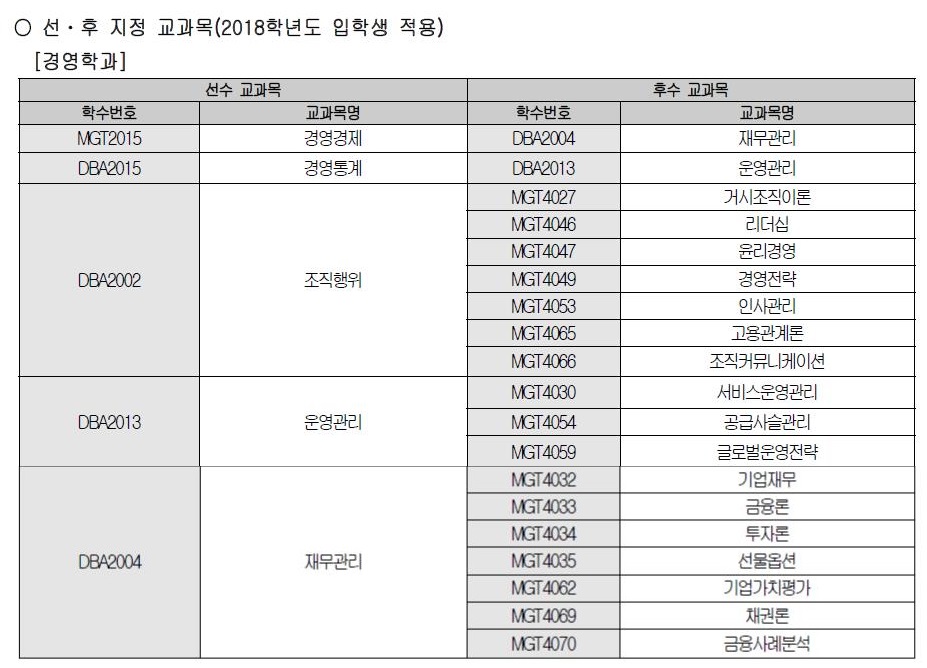 ○ 선·후 지정 교과목(2018학년도 입학생 적용)
[경영학과]
선수 교과목 후수 교과목
학수번호 교과목명 학수번호 교과목명
MGT2015 경영경제 DBA2004 재무관리
DBA2015 경영통계 DBA2013 운영관리
DBA2002 조직행위 MGT4027 거시조직이론
MGT4046 리더십
MGT4047 윤리경영
MGT4049 경영전략
MGT4053 인사관리
MGT4065 고용관계론
MGT4066 조직커뮤니케이션
DBA2013 운영관리 MGT4030 서비스운영관리
MGT4054 공급사슬관리
MGT4059 글로벌운영전략
DBA2004 재무관리 MGT4032 기업재무
MGT4033 금융론
MGT4034 투자론
MGT4035 선물옵션
MGT4062 기업가치평가
MGT4069 채권론
MGT4070 금융사례분석